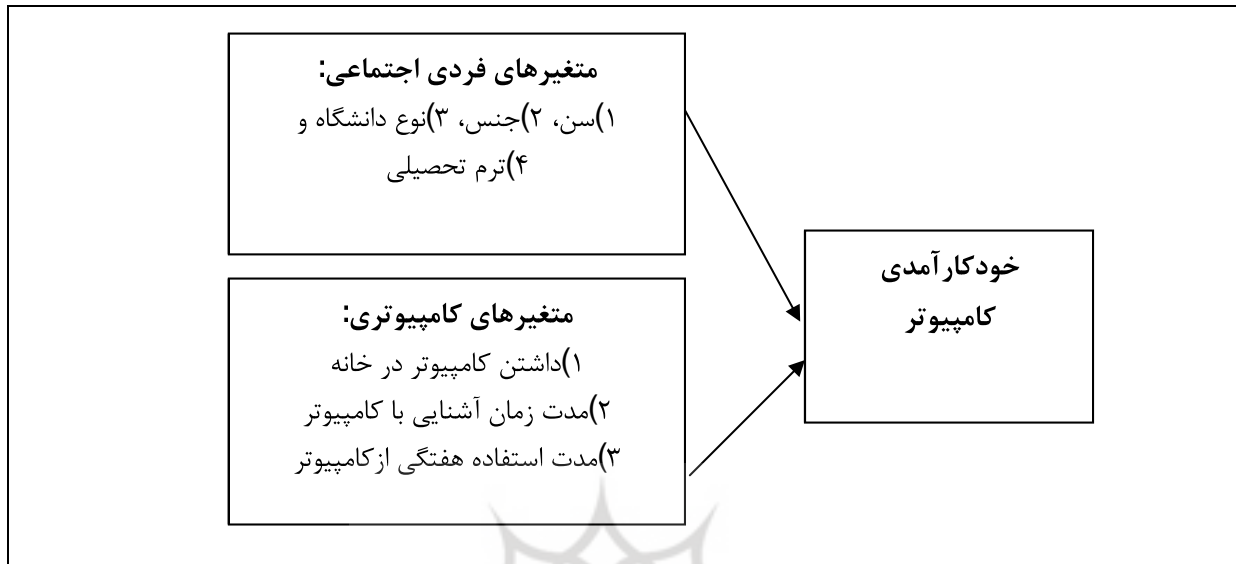 متغیرهای فردی اجتماعی:
۱)سن، ۲)جنس، ۳)نوع دانشگاه و
۴)ترم تحصیلی
متغیرهای کامپیوتری:
۱)داشتن کامپیوتر در خانه
۲)مدت زمان آشنایی با کامپیوتر
۳)مدت استفاده هفتگی ازکامپیوتر
خودکارآمدی
کامپیوتر